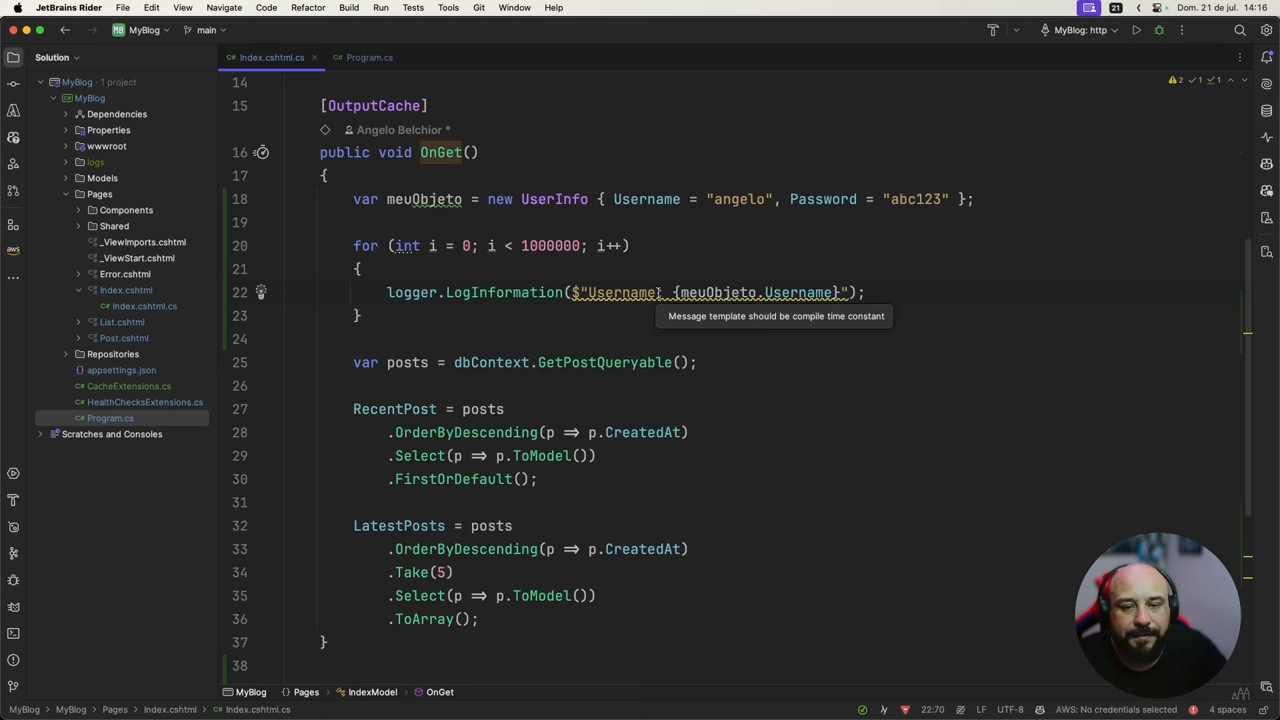 JetBrains Rider File Edit View Navigate Code Refactor Build Run Tests Tools Git Window Help 21 Dom. 21 de jul. 14:16
MB MyBlog main MyBlog: http
Solution
C# Index.cshtml.cs C# Program.cs
MyBlog 1 project
MyBlog
Dependencies
Properties
wwwroot
logs
Models
Pages
Components
Shared
_ViewImports.cshtml
_ViewStart.cshtml
Error.cshtml
Index.cshtml
C# Index.cshtml.cs
List.cshtml
Post.cshtml
Repositories
appsettings.json
C# CacheExtensions.cs
C# HealthChecksExtensions.cs
C# Program.cs
Scratches and Consoles
aws
2 1 1
14
15 [OutputCache]
Angelo Belchior *
16 public void OnGet()
17 {
18 var meuObjeto = new UserInfo { Username = "angelo", Password = "abc123" };
19
20 for (int i = 0; i < 1000000; i++)
21 {
22 logger.LogInformation($"Username: {meuObjeto.Username}");
Message template should be compile time constant
23 }
24
25 var posts = dbContext.GetPostQueryable();
26
27 RecentPost = posts
28 .OrderByDescending(p => p.CreatedAt)
29 .Select(p => p.ToModel())
30 .FirstOrDefault();
31
32 LatestPosts = posts
33 .OrderByDescending(p => p.CreatedAt)
34 .Take(5)
35 .Select(p => p.ToModel())
36 .ToArray();
37 }
38
MyBlog Pages IndexModel OnGet
MyBlog MyBlog Pages Index.cshtml C# Index.cshtml.cs 22:70 LF UTF-8 AWS: No credentials selected 4 spaces